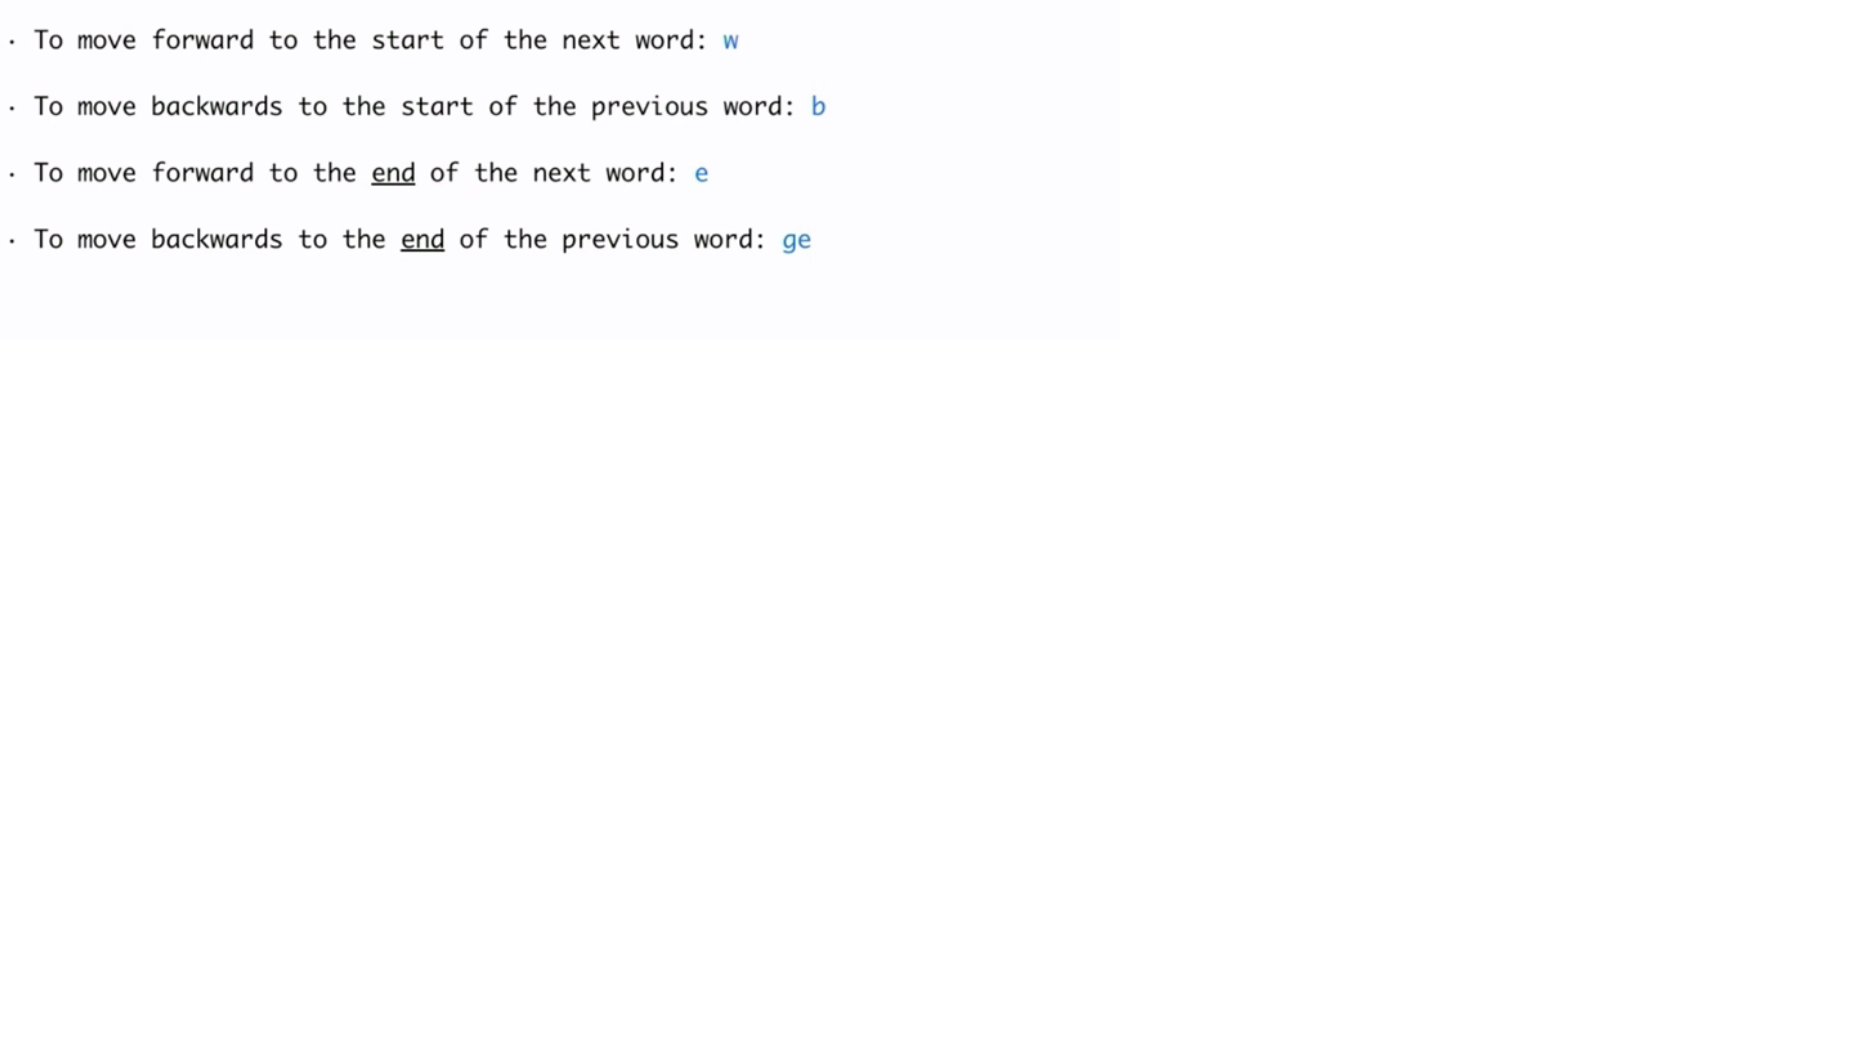 · To move forward to the start of the next word: w
· To move backwards to the start of the previous word: b
· To move forward to the end of the next word: e
· To move backwards to the end of the previous word: ge